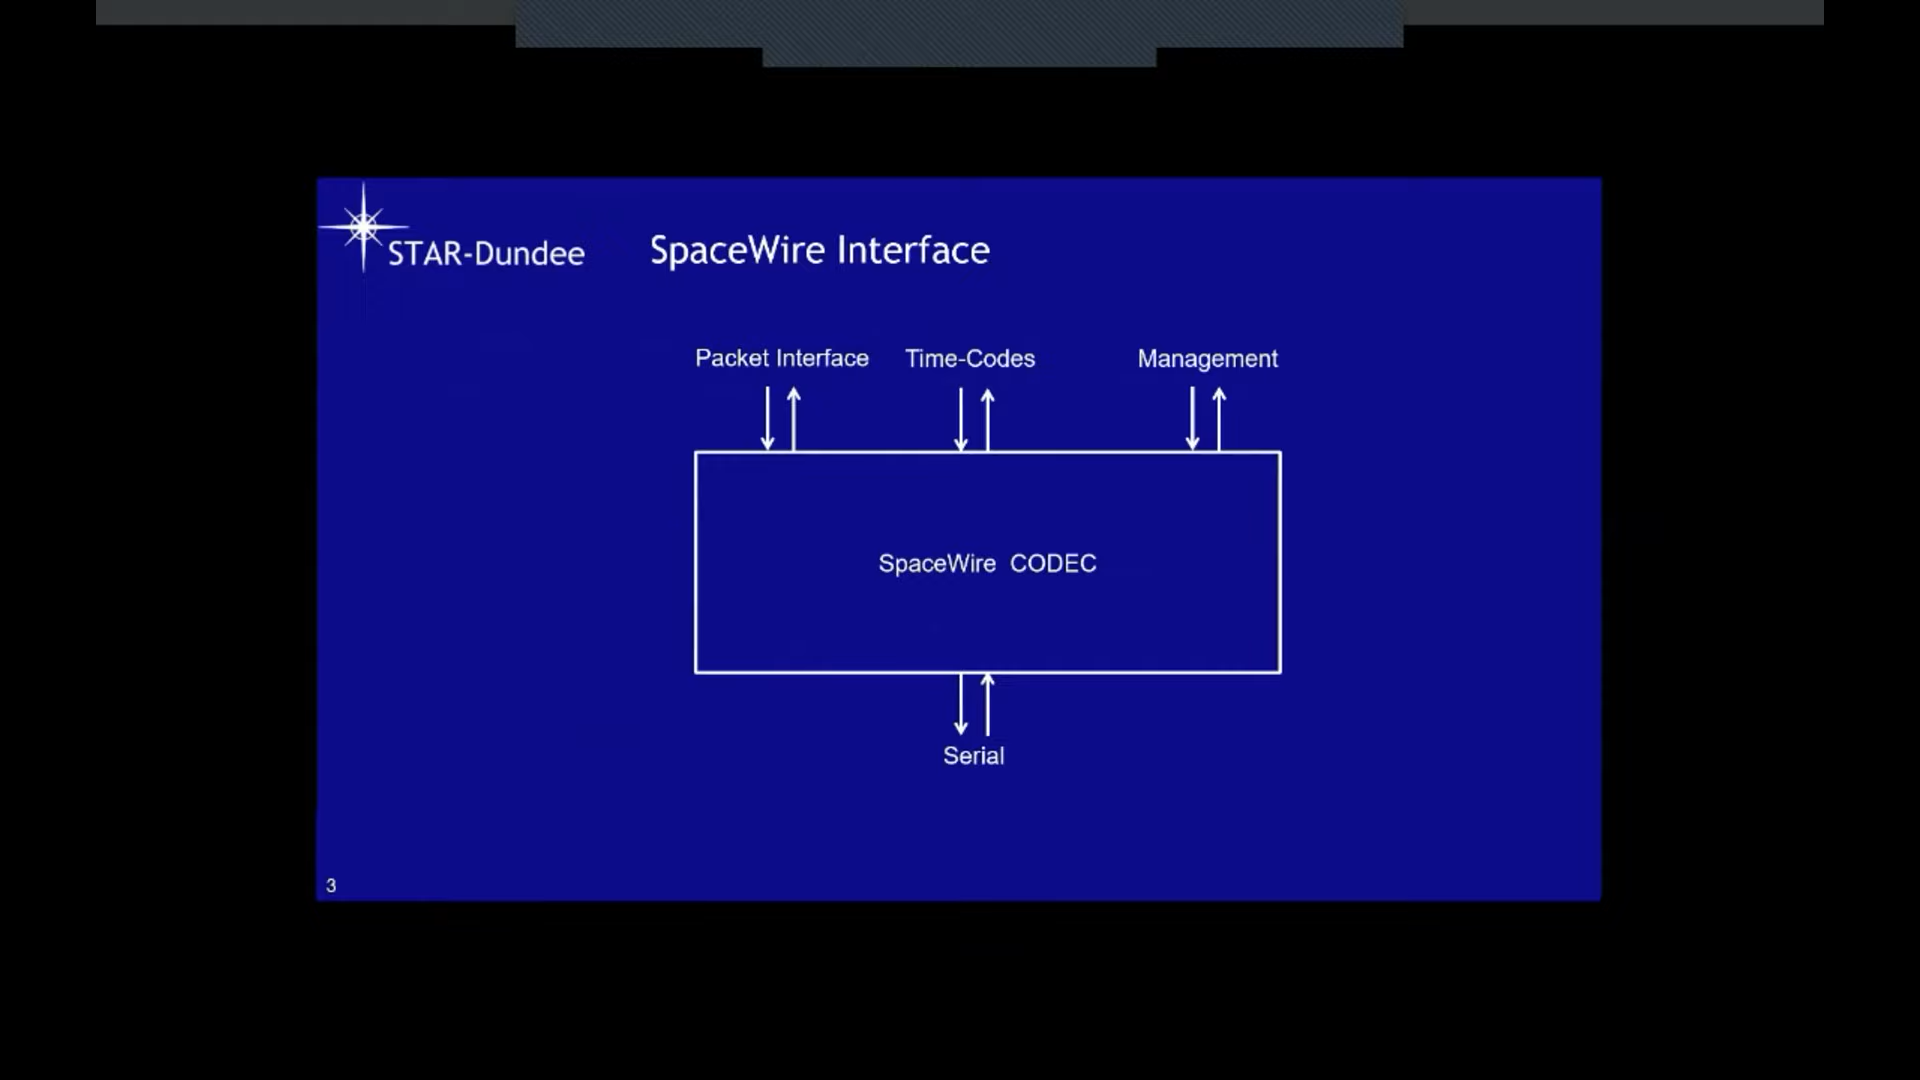 STAR-Dundee
SpaceWire Interface
Packet Interface
Time-Codes
Management
SpaceWire CODEC
Serial
3